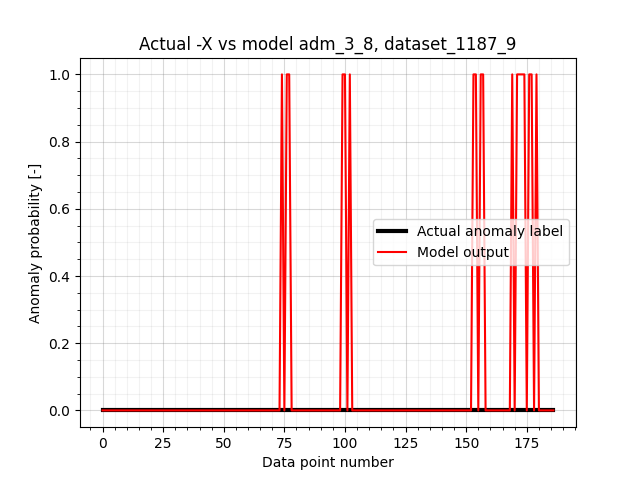 Actual -X vs model adm_3_8, dataset_1187_9
1.0
0.8
0.6
0.4
0.2
0.0
Anomaly probability [-]
Actual anomaly label
Model output
0 25 50 75 100 125 150 175
Data point number